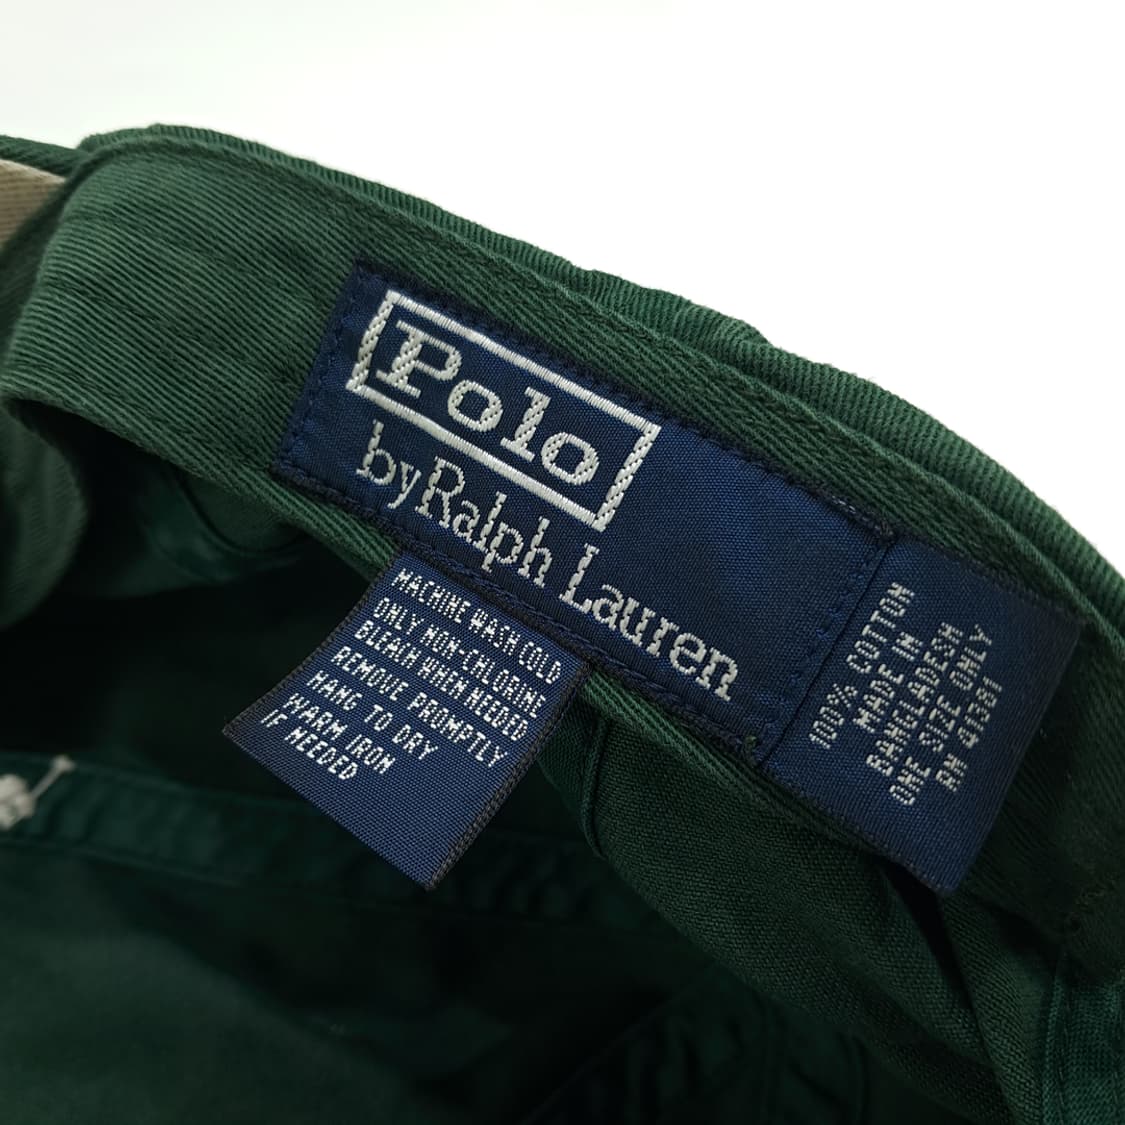 Polo
by Ralph Lauren
MACHINE WASH COLD
ONLY NON-CHLORINE
BLEACH WHEN NEEDED
REMOVE PROMPTLY
HANG TO DRY
WARM IRON
IF NEEDED
100% COTTON
MADE IN
BANGLADESH
ONE SIZE ONLY